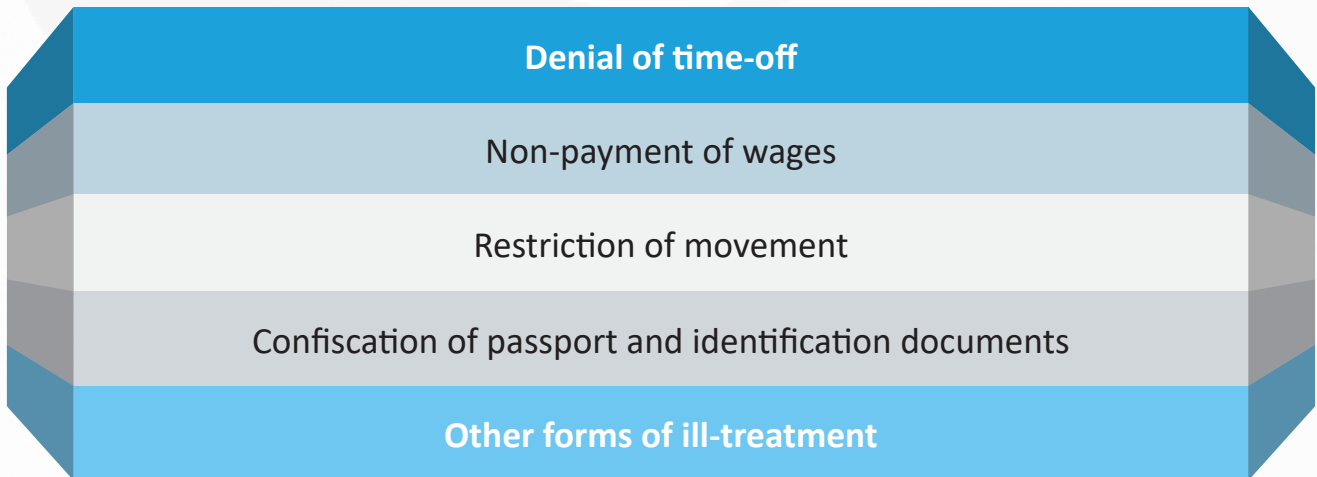 Denial of time-off
Non-payment of wages
Restriction of movement
Confiscation of passport and identification documents
Other forms of ill-treatment